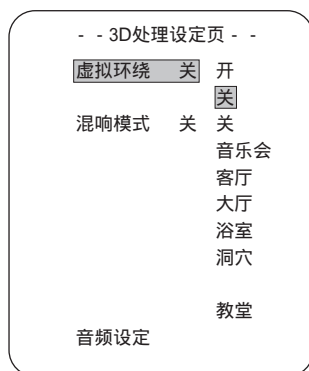 - - 3D处理设定页 - -
虚拟环绕 关 开
关
混响模式 关 关
音乐会
客厅
大厅
浴室
洞穴
教堂
音频设定